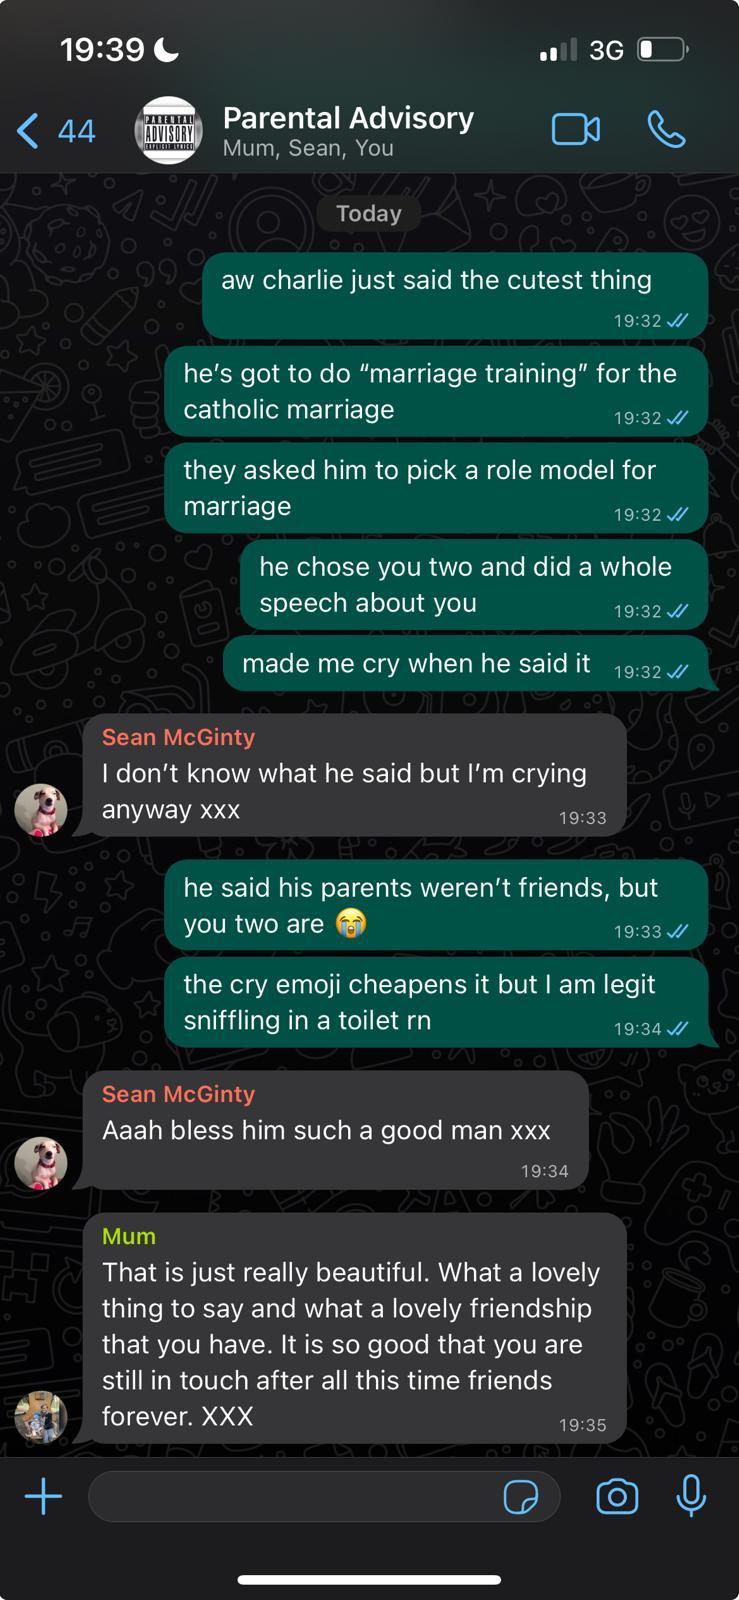 19:39
3G
44
PARENTAL
ADVISORY
EXPLICIT LYRICS
Parental Advisory
Mum, Sean, You
Today
aw charlie just said the cutest thing
19:32
he’s got to do “marriage training” for the
catholic marriage
19:32
they asked him to pick a role model for
marriage
19:32
he chose you two and did a whole
speech about you
19:32
made me cry when he said it
19:32
Sean McGinty
I don’t know what he said but I’m crying
anyway xxx
19:33
he said his parents weren’t friends, but
you two are 😭
19:33
the cry emoji cheapens it but I am legit
sniffling in a toilet rn
19:34
Sean McGinty
Aaah bless him such a good man xxx
19:34
Mum
That is just really beautiful. What a lovely
thing to say and what a lovely friendship
that you have. It is so good that you are
still in touch after all this time friends
forever. XXX
19:35